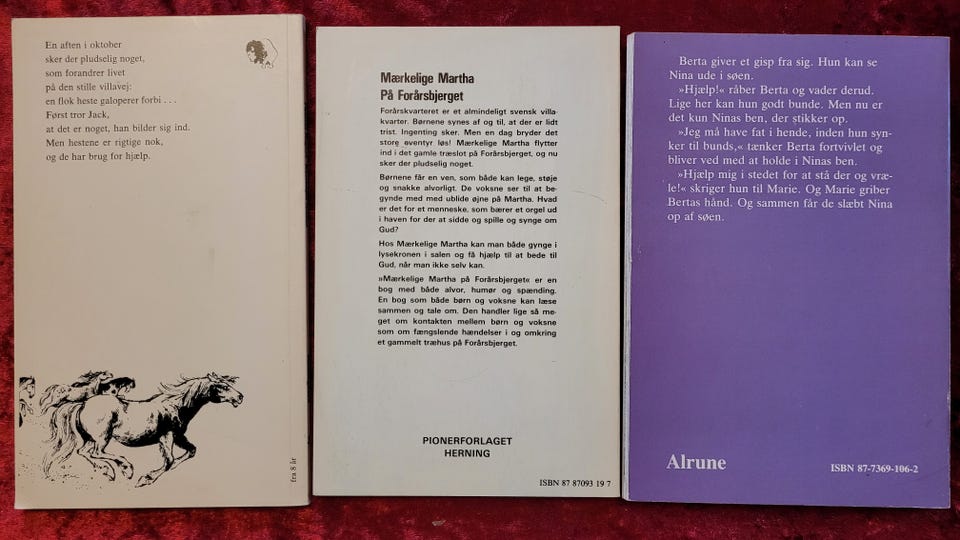 En aften i oktober
sker der pludselig noget,
som forandrer livet
på den stille villavej:
en flok heste galoperer forbi . . .
Først tror Jack,
at det er noget, han bilder sig ind.
Men hestene er rigtige nok,
og de har brug for hjælp.
fra 8 år
Mærkelige Martha
På Forårsbjerget
Forårskvarteret er et almindeligt svensk villa-
kvarter. Børnene synes af og til, at der er lidt
trist. Ingenting sker. Men en dag bryder det
store eventyr løs! Mærkelige Martha flytter
ind i det gamle træslot på Forårsbjerget, og nu
sker der pludselig noget.
Børnene får en ven, som både kan lege, støje
og snakke alvorligt. De voksne ser til at be-
gynde med med ublide øjne på Martha. Hvad
er det for et menneske, som bærer et orgel ud
i haven for der at sidde og spille og synge om
Gud?
Hos Mærkelige Martha kan man både gynge i
lysekronen i salen og få hjælp til at bede til
Gud, når man ikke selv kan.
»Mærkelige Martha på Forårsbjerget« er en
bog med både alvor, humør og spænding.
En bog som både børn og voksne kan læse
sammen og tale om. Den handler lige så me-
get om kontakten mellem børn og voksne
som om fængslende hændelser i og omkring
et gammelt træhus på Forårsbjerget.
PIONERFORLAGET
HERNING
ISBN 87 87093 19 7
Berta giver et gisp fra sig. Hun kan se
Nina ude i søen.
»Hjælp!« råber Berta og vader derud.
Lige her kan hun godt bunde. Men nu er
det kun Ninas ben, der stikker op.
»Jeg må have fat i hende, inden hun syn-
ker til bunds,« tænker Berta fortvivlet og
bliver ved med at holde i Ninas ben.
»Hjælp mig i stedet for at stå der og vræ-
le!« skriger hun til Marie. Og Marie griber
Bertas hånd. Og sammen får de slæbt Nina
op af søen.
Alrune
ISBN 87-7369-106-2